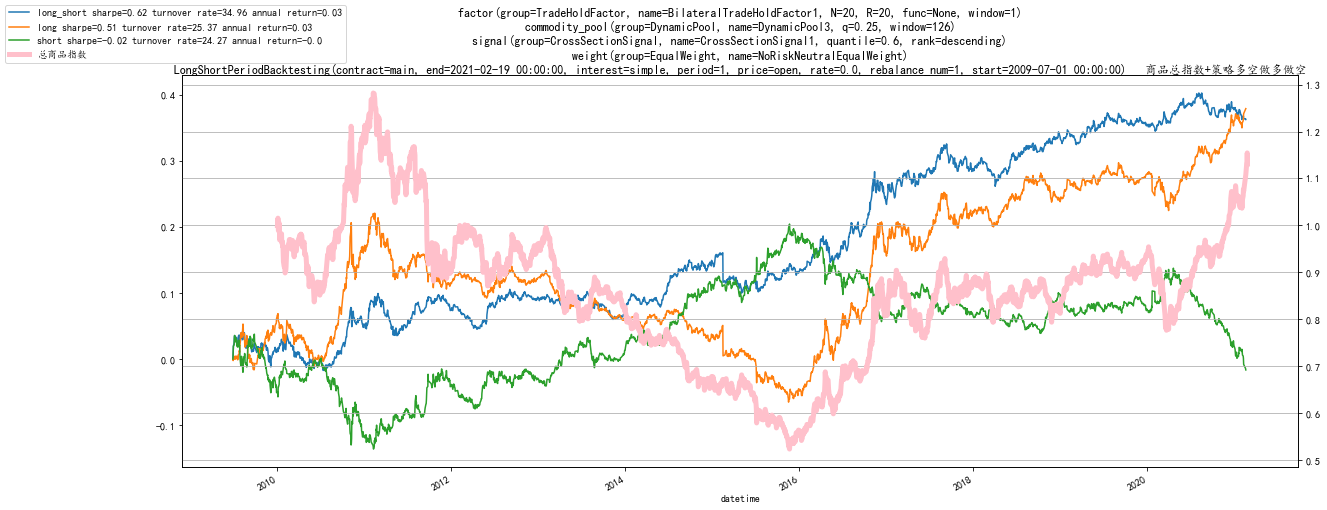 long_short sharpe=0.62 turnover rate=34.96 annual return=0.03
long sharpe=0.51 turnover rate=25.37 annual return=0.03
short sharpe=-0.02 turnover rate=24.27 annual return=-0.0
总商品指数
factor(group=TradeHoldFactor, name=BilateralTradeHoldFactor1, N=20, R=20, func=None, window=1)
commodity_pool(group=DynamicPool, name=DynamicPool3, q=0.25, window=126)
signal(group=CrossSectionSignal, name=CrossSectionSignal1, quantile=0.6, rank=descending)
weight(group=EqualWeight, name=NoRiskNeutralEqualWeight)
LongShortPeriodBacktesting(contract=main, end=2021-02-19 00:00:00, interest=simple, period=1, price=open, rate=0.0, rebalance_num=1, start=2009-07-01 00:00:00) 商品总指数+策略多空做多做空
0.4
0.3
0.2
0.1
0.0
-0.1
1.3
1.2
1.1
1.0
0.9
0.8
0.7
0.6
0.5
2010
2012
2014
2016
2018
2020
datetime